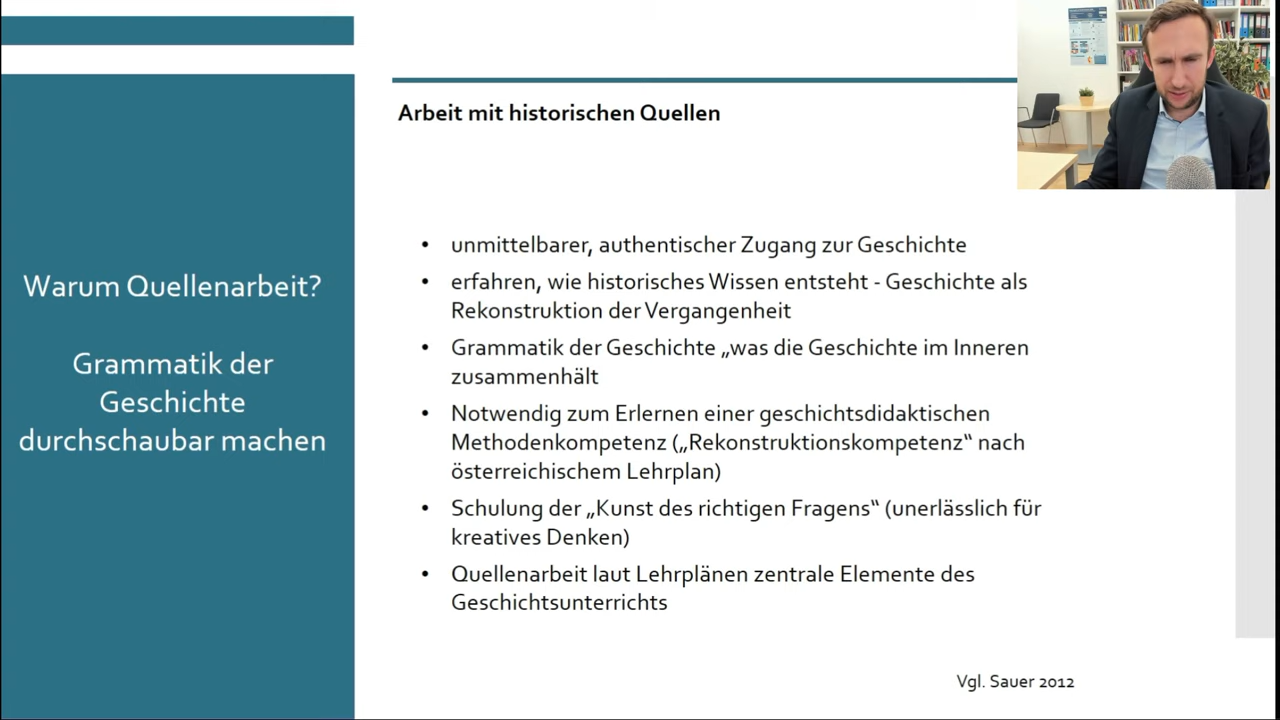 Warum Quellenarbeit?
Grammatik der
Geschichte
durchschaubar machen
Arbeit mit historischen Quellen
• unmittelbarer, authentischer Zugang zur Geschichte
• erfahren, wie historisches Wissen entsteht - Geschichte als
Rekonstruktion der Vergangenheit
• Grammatik der Geschichte „was die Geschichte im Inneren
zusammenhält
• Notwendig zum Erlernen einer geschichtsdidaktischen
Methodenkompetenz („Rekonstruktionskompetenz“ nach
österreichischem Lehrplan)
• Schulung der „Kunst des richtigen Fragens“ (unerlässlich für
kreatives Denken)
• Quellenarbeit laut Lehrplänen zentrale Elemente des
Geschichtsunterrichts
Vgl. Sauer 2012